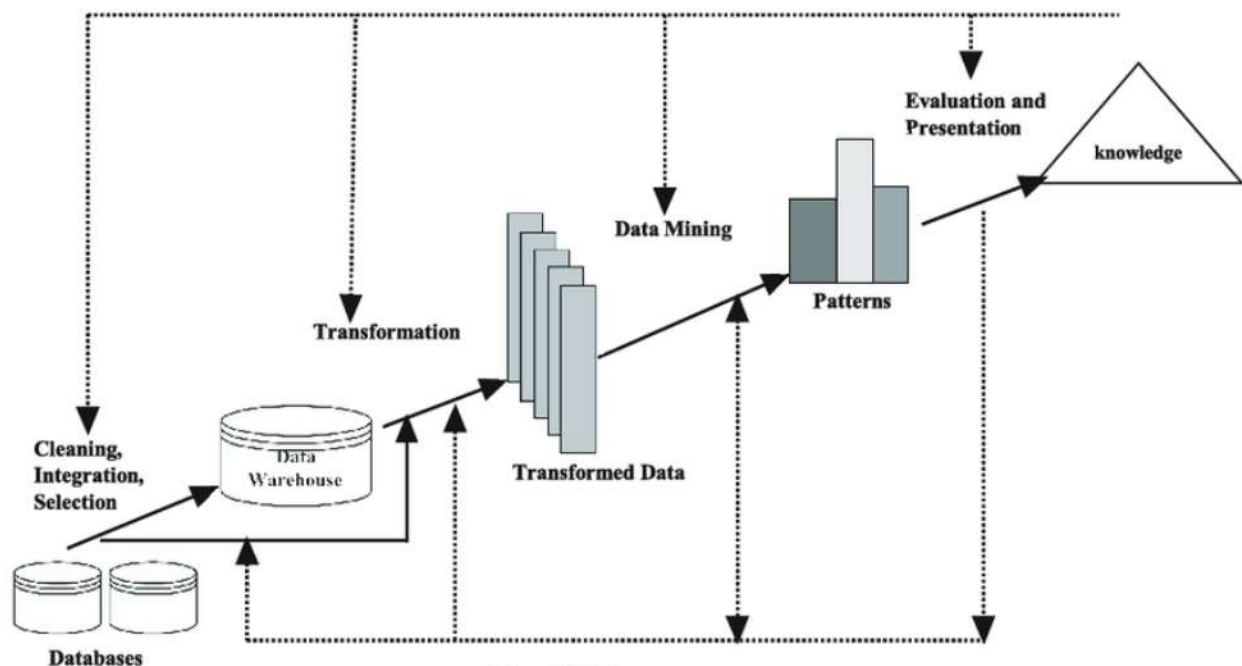 Evaluation and
Presentation
knowledge
Data Mining
Patterns
Transformation
Cleaning,
Integration,
Selection
Data
Warehouse
Transformed Data
Databases